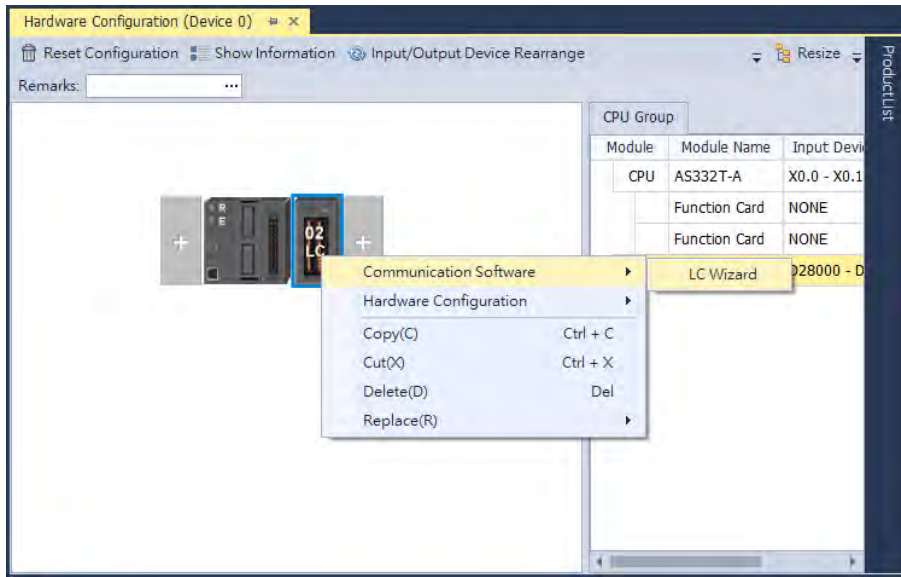 Hardware Configuration (Device 0)
Reset Configuration Show Information Input/Output Device Rearrange Resize
Remarks: ...
ProductList
CPU Group
Module Module Name Input Devi
CPU AS332T-A X0.0 - X0.1
Function Card NONE
Function Card NONE
D28000 - D
R
E
02
LC
Communication Software
LC Wizard
Hardware Configuration
Copy(C) Ctrl + C
Cut(X) Ctrl + X
Delete(D) Del
Replace(R)